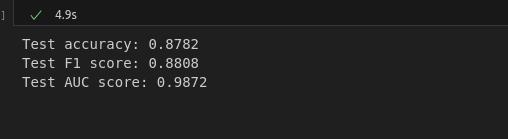 ] ✓ 4.9s
Test accuracy: 0.8782
Test F1 score: 0.8808
Test AUC score: 0.9872